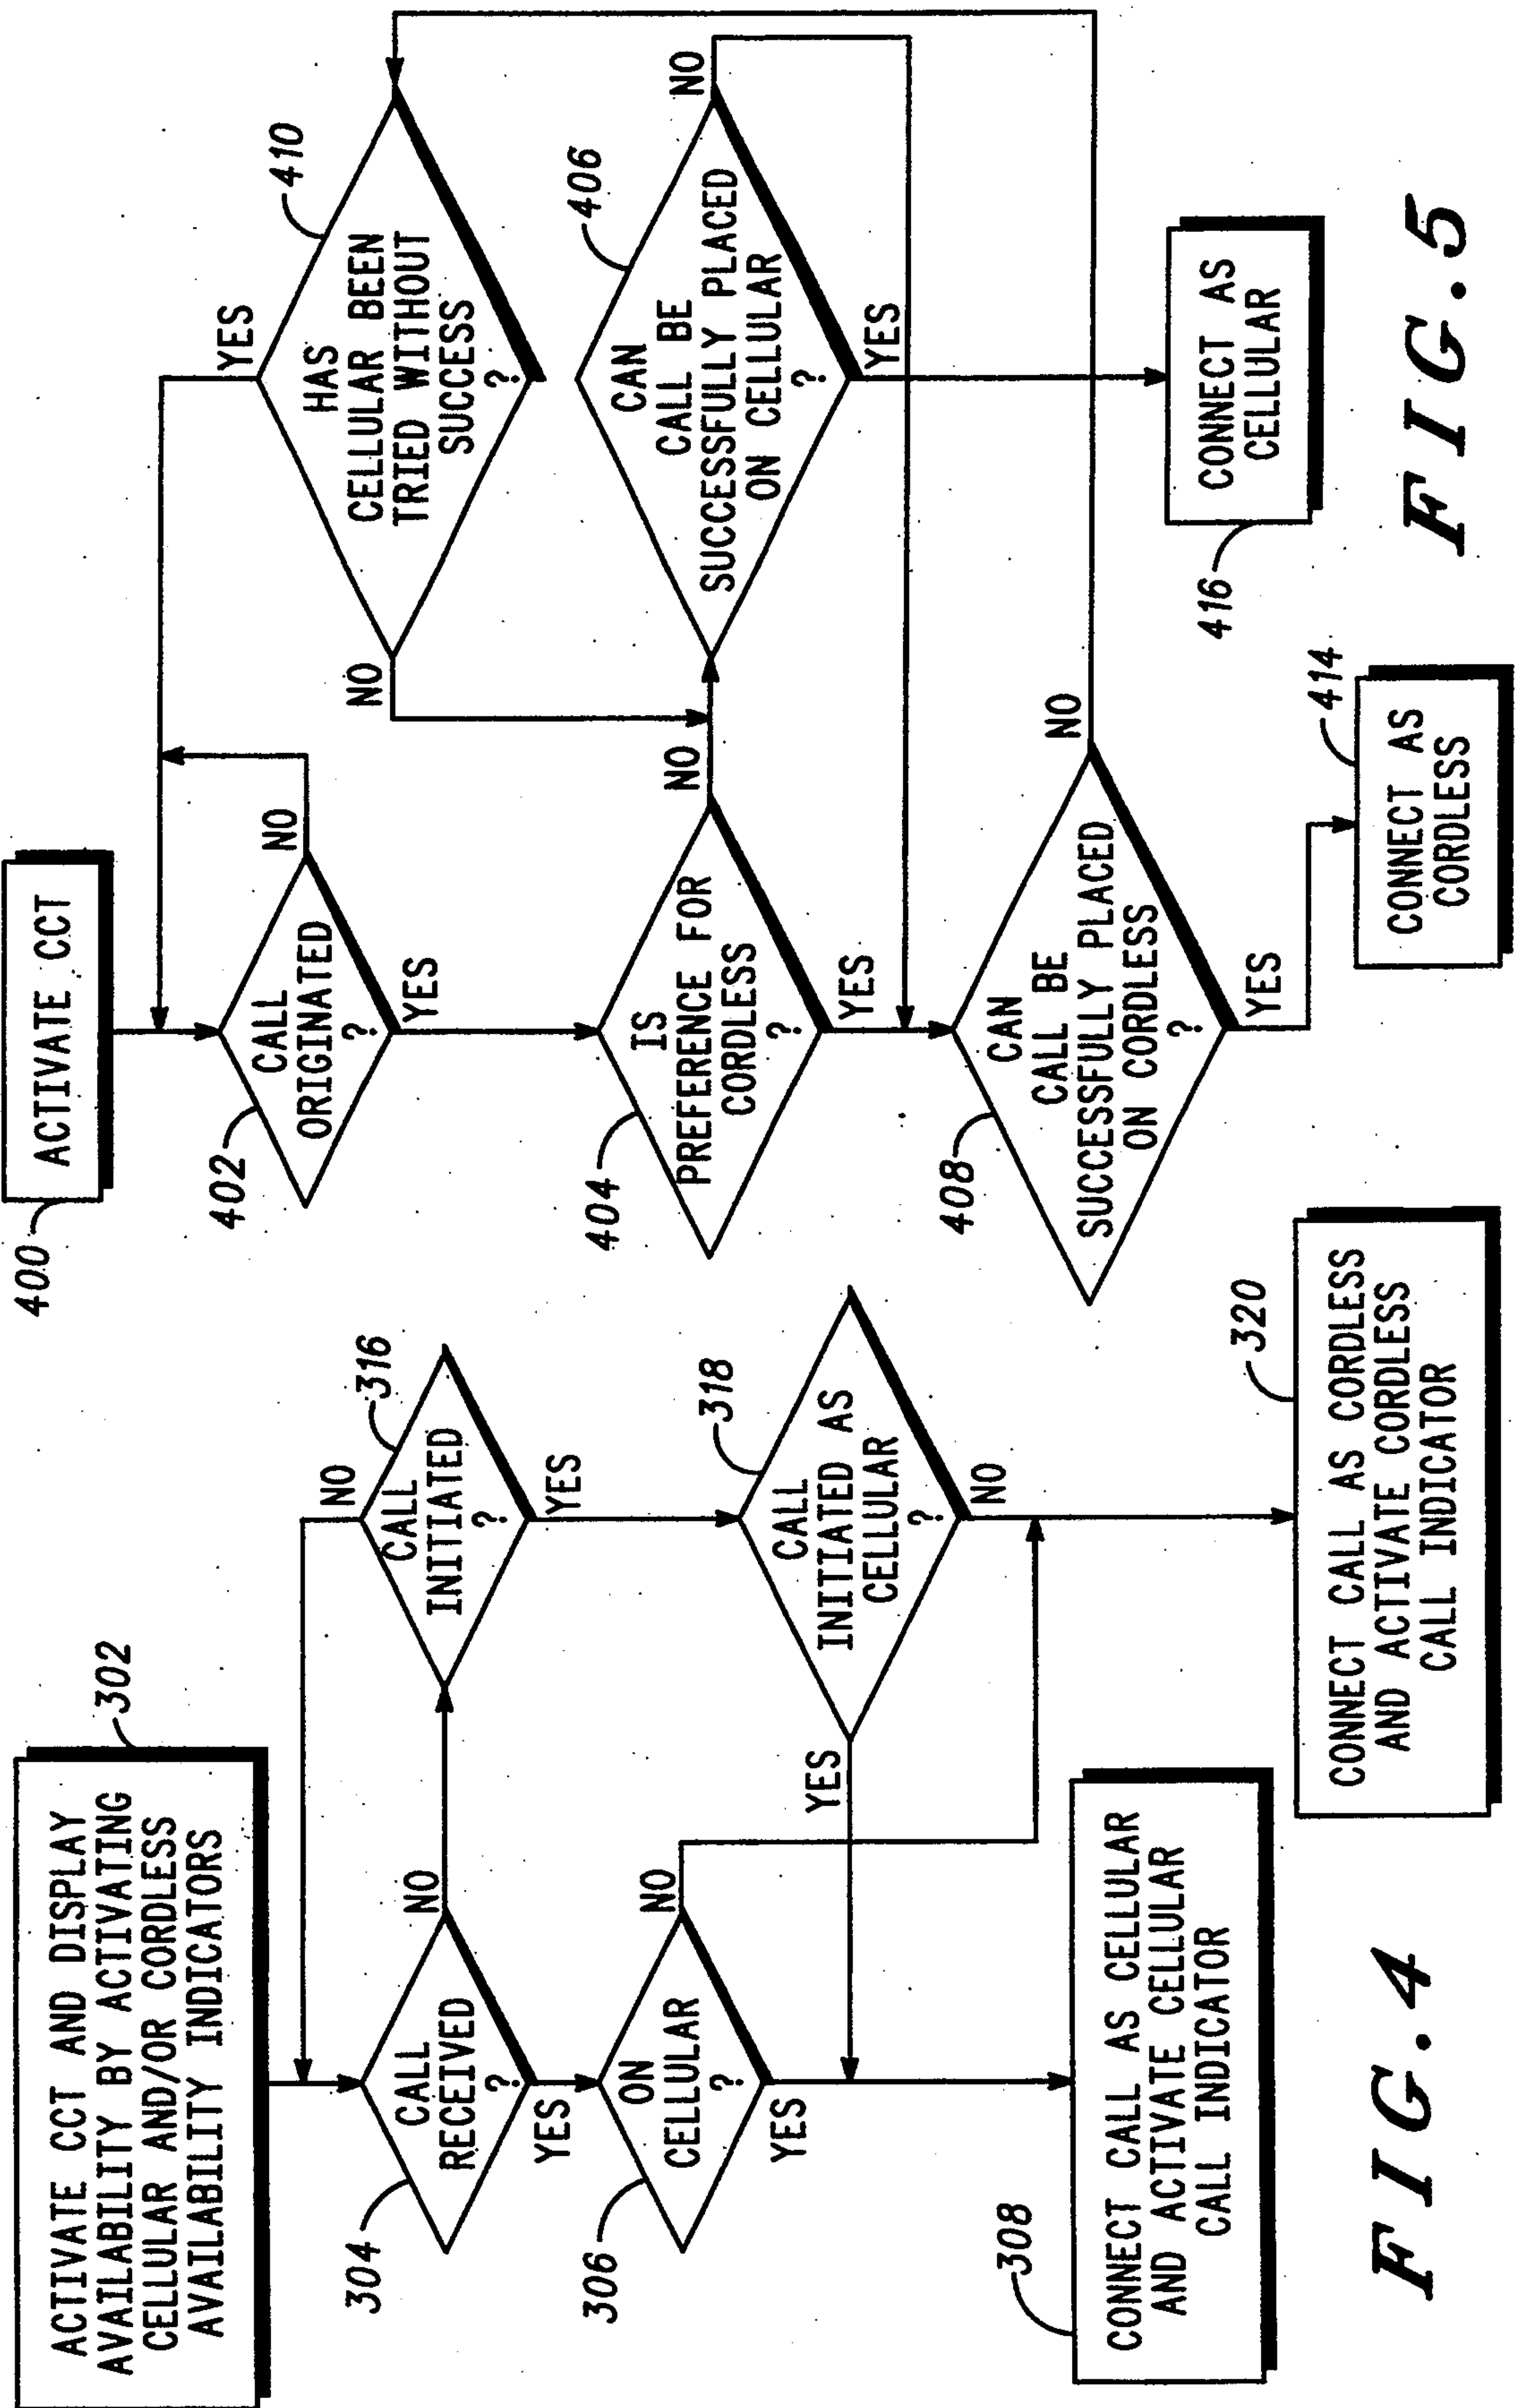 302
ACTIVATE CCT AND DISPLAY
AVAILABILITY BY ACTIVATING
CELLULAR AND/OR CORDLESS
AVAILABILITY INDICATORS
304
CALL
RECEIVED
?
NO
YES
316
CALL
INITIATED
?
NO
YES
306
ON
CELLULAR
?
NO
YES
318
CALL
INITIATED AS
CELLULAR
?
YES
NO
308
CONNECT CALL AS CELLULAR
AND ACTIVATE CELLULAR
CALL INDICATOR
320
CONNECT CALL AS CORDLESS
AND ACTIVATE CORDLESS
CALL INDICATOR
FIG.4
400
ACTIVATE CCT
402
CALL
ORIGINATED
?
NO
YES
410
HAS
CELLULAR BEEN
TRIED WITHOUT
SUCCESS
?
YES
NO
404
IS
PREFERENCE FOR
CORDLESS
?
NO
YES
406
CAN
CALL BE
SUCCESSFULLY PLACED
ON CELLULAR
?
NO
YES
408
CAN
CALL BE
SUCCESSFULLY PLACED
ON CORDLESS
?
NO
YES
414
CONNECT AS
CORDLESS
416
CONNECT AS
CELLULAR
FIG.5